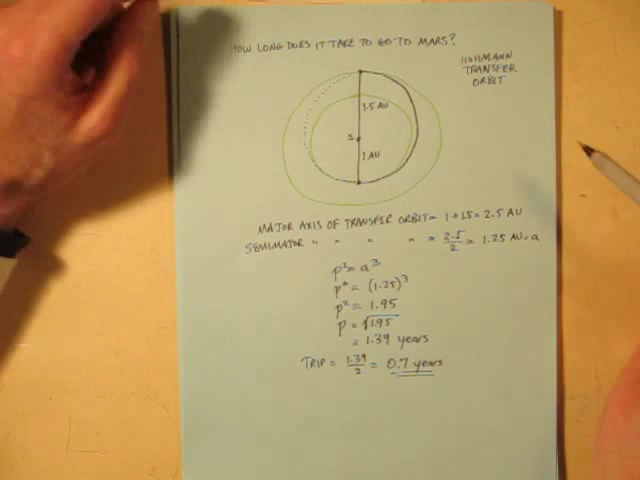 HOW LONG DOES IT TAKE TO GO TO MARS?
HOHMANN
TRANSFER
ORBIT
1.5 AU
S
1 AU
MAJOR AXIS OF TRANSFER ORBIT = 1 + 1.5 = 2.5 AU
SEMIMAJOR " " " " = 2.5/2 = 1.25 AU = a
p² = a³
p² = (1.25)³
p² = 1.95
p = √1.95
= 1.39 years
TRIP = 1.39/2 = 0.7 years